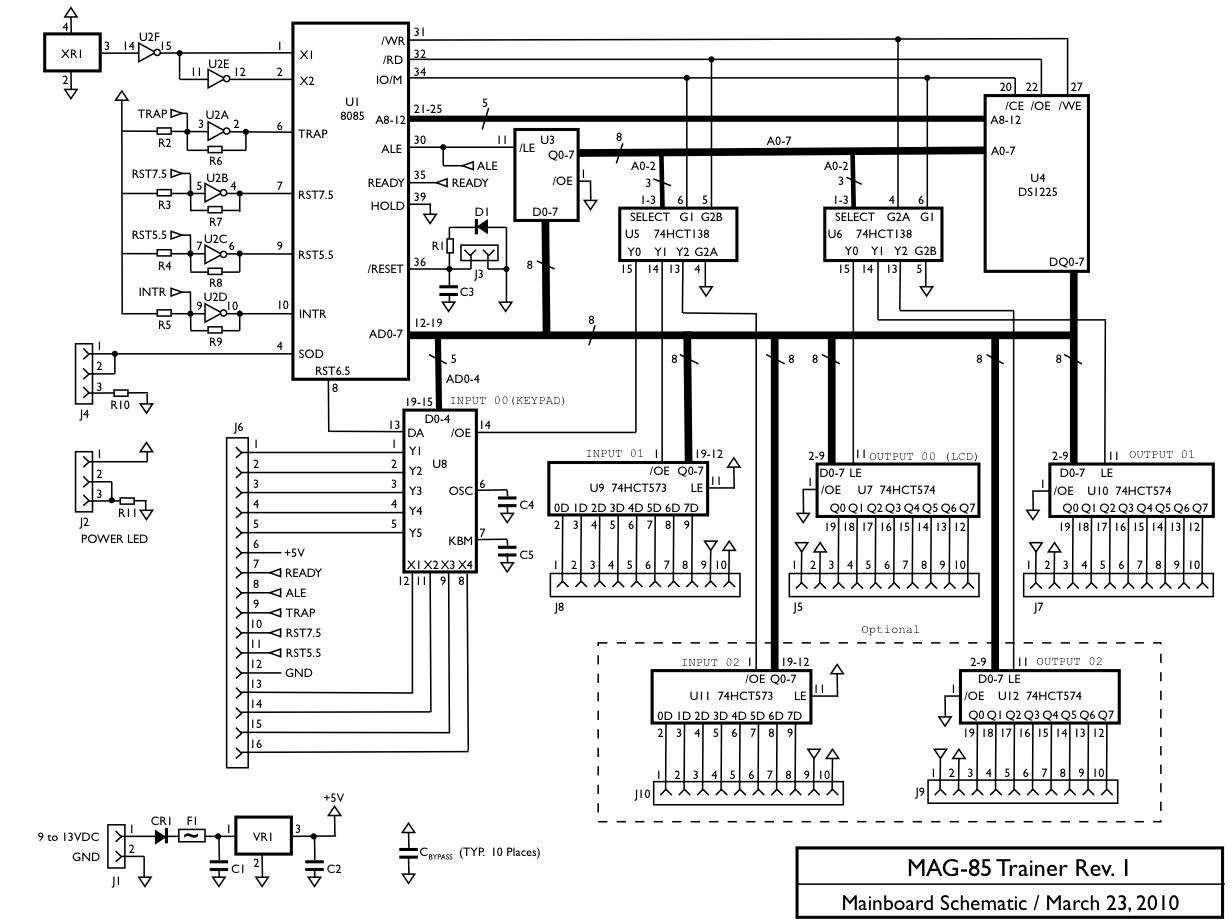 4
XR1
3
2
14
U2F
15
U2E
11
12
1
X1
2
X2
U1
8085
31
/WR
32
/RD
34
IO/M
21-25
A8-12
5
20
22
27
/CE
/OE
/WE
A8-12
A0-7
U4
DS1225
DQ0-7
TRAP
U2A
3
2
R2
R6
6
TRAP
30
ALE
11
/LE
U3
Q0-7
8
A0-7
ALE
/OE
1
D0-7
A0-2
3
A0-2
3
RST7.5
U2B
5
4
R3
R7
7
RST7.5
35
READY
READY
39
HOLD
1-3
6
5
SELECT
G1
G2B
U5
74HCT138
Y0
Y1
Y2
G2A
15
14
13
4
1-3
4
6
SELECT
G2A
G1
U6
74HCT138
Y0
Y1
Y2
G2B
15
14
13
5
RST5.5
U2C
7
6
R4
R8
9
RST5.5
D1
R1
J3
C3
36
/RESET
8
INTR
U2D
9
10
R5
R9
10
INTR
12-19
AD0-7
8
J4
1
2
3
R10
4
SOD
RST6.5
8
5
AD0-4
8
8
8
8
8
INPUT 00(KEYPAD)
19-15
D0-4
13
DA
/OE
14
U8
1
Y1
2
Y2
3
Y3
4
Y4
5
Y5
OSC
6
C4
KBM
7
C5
X1 X2 X3 X4
12 11 9 8
J2
1
2
3
R11
POWER LED
J6
1
2
3
4
5
6
+5V
7
READY
8
ALE
9
TRAP
10
RST7.5
11
RST5.5
12
GND
13
14
15
16
INPUT 01
1
19-12
/OE Q0-7
U9 74HCT573
LE
11
0D 1D 2D 3D 4D 5D 6D 7D
2 3 4 5 6 7 8 9
1 2 3 4 5 6 7 8 9 10
J8
OUTPUT 00 (LCD)
2-9
11
D0-7 LE
1
/OE
U7 74HCT574
Q0 Q1 Q2 Q3 Q4 Q5 Q6 Q7
19 18 17 16 15 14 13 12
1 2 3 4 5 6 7 8 9 10
J5
OUTPUT 01
2-9
11
D0-7 LE
1
/OE
U10 74HCT574
Q0 Q1 Q2 Q3 Q4 Q5 Q6 Q7
19 18 17 16 15 14 13 12
1 2 3 4 5 6 7 8 9 10
J7
Optional
INPUT 02
1
19-12
/OE Q0-7
U11 74HCT573
LE
11
0D 1D 2D 3D 4D 5D 6D 7D
2 3 4 5 6 7 8 9
1 2 3 4 5 6 7 8 9 10
J10
OUTPUT 02
2-9
11
D0-7 LE
1
/OE
U12 74HCT574
Q0 Q1 Q2 Q3 Q4 Q5 Q6 Q7
19 18 17 16 15 14 13 12
1 2 3 4 5 6 7 8 9 10
J9
9 to 13VDC
GND
J1
1
2
CR1
F1
C1
1
VR1
3
2
+5V
C2
CBYPASS (TYP. 10 Places)
MAG-85 Trainer Rev. 1
Mainboard Schematic / March 23, 2010